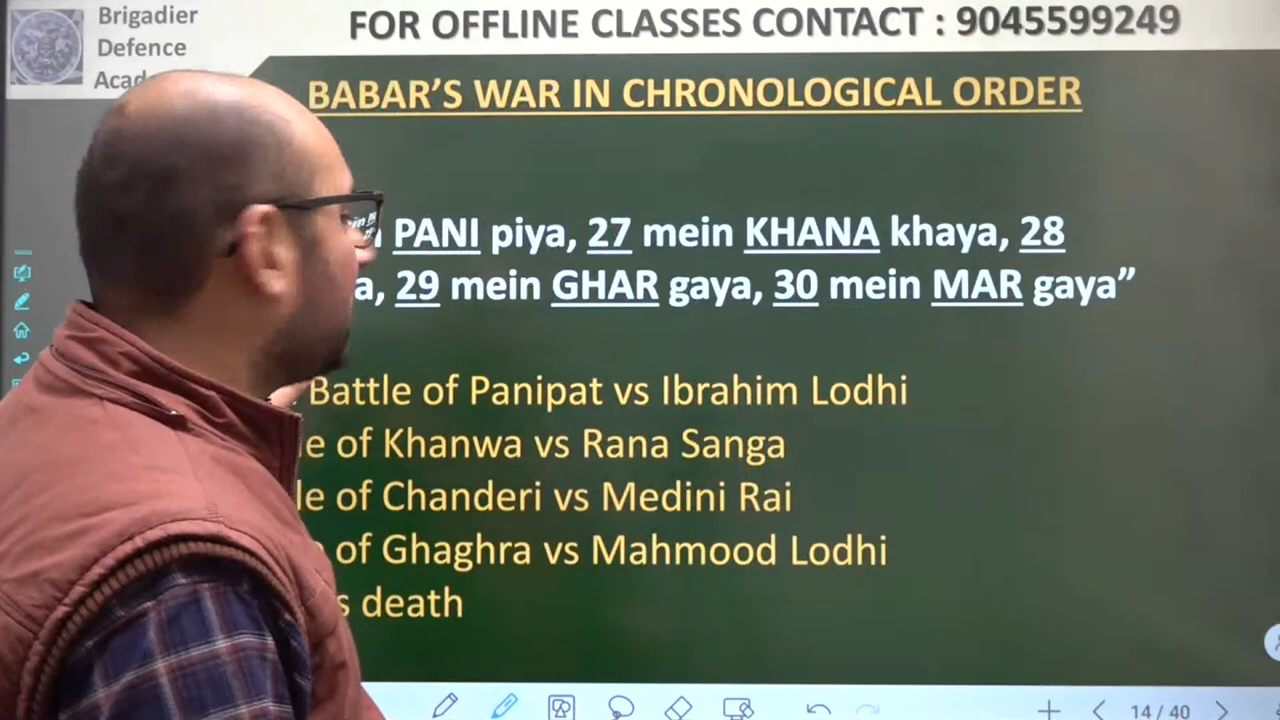 Brigadier
Defence
FOR OFFLINE CLASSES CONTACT : 9045599249
BABAR'S WAR IN CHRONOLOGICAL ORDER
PANI piya, 27 mein KHANA khaya, 28
29 mein GHAR gaya, 30 mein MAR gaya”
Battle of Panipat vs Ibrahim Lodhi
of Khanwa vs Rana Sanga
of Chanderi vs Medini Rai
of Ghaghra vs Mahmood Lodhi
death
14 / 40